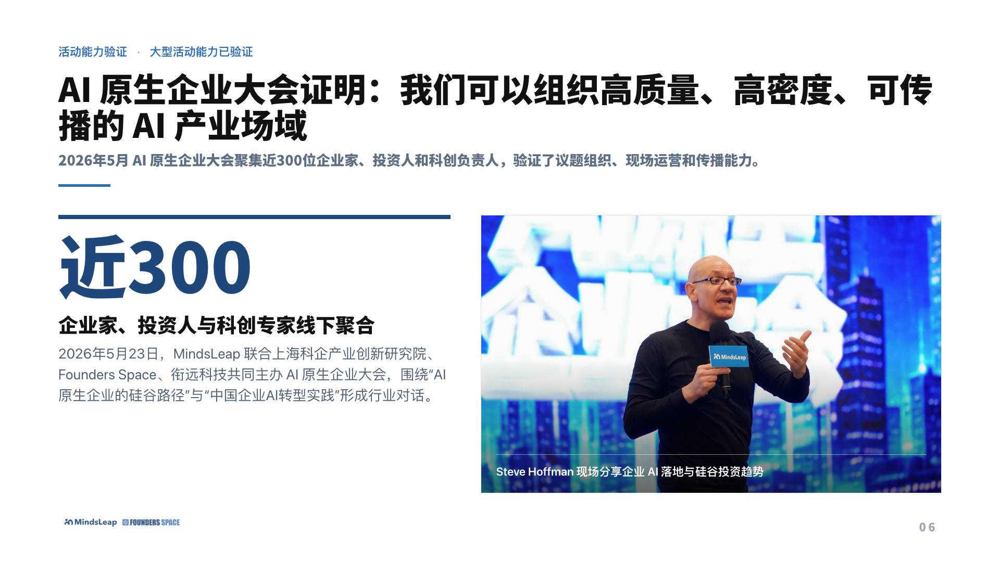 活动能力验证 · 大型活动能力已验证
AI 原生企业大会证明：我们可以组织高质量、高密度、可传
播的 AI 产业场域
2026年5月 AI 原生企业大会聚集近300位企业家、投资人和科创负责人，验证了议题组织、现场运营和传播能力。
近300
企业家、投资人与科创专家线下聚合
2026年5月23日，MindsLeap 联合上海科企产业创新研究院、
Founders Space、衔远科技共同主办 AI 原生企业大会，围绕“AI
原生企业的硅谷路径”与“中国企业AI转型实践”形成行业对话。
MindsLeap
Steve Hoffman 现场分享企业 AI 落地与硅谷投资趋势
MindsLeap FOUNDERS SPACE
06